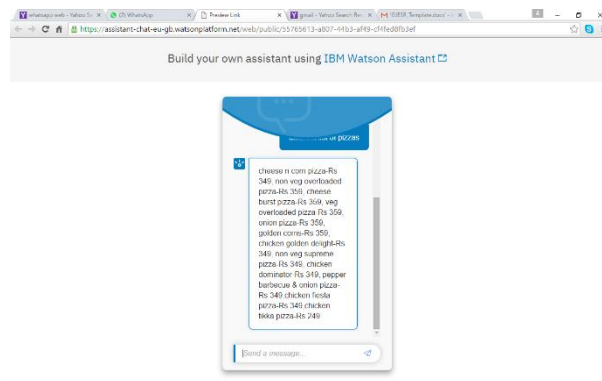 whatsapp web - Yahoo Se
(2) WhatsApp
Preview Link
gmail - Yahoo Search Res
https://assistant-chat-eu-gb.watsonplatform.net/web/public/55765613-a807-44b3-af49-cf4fed8fb3ef
Build your own assistant using IBM Watson Assistant
of pizzas
cheese n corn pizza-Rs
349, non veg overloaded
pizza-Rs 359, cheese
burst pizza-Rs 359, veg
overloaded pizza Rs 359,
onion pizza-Rs 359,
golden corns-Rs 359,
chicken golden delight-Rs
349, non veg supreme
pizza-Rs 349, chicken
dominator Rs 349, pepper
barbecue & onion pizza-
Rs 349 chicken fiesta
pizza-Rs 349 chicken
tikka pizza-Rs 249
Send a message...